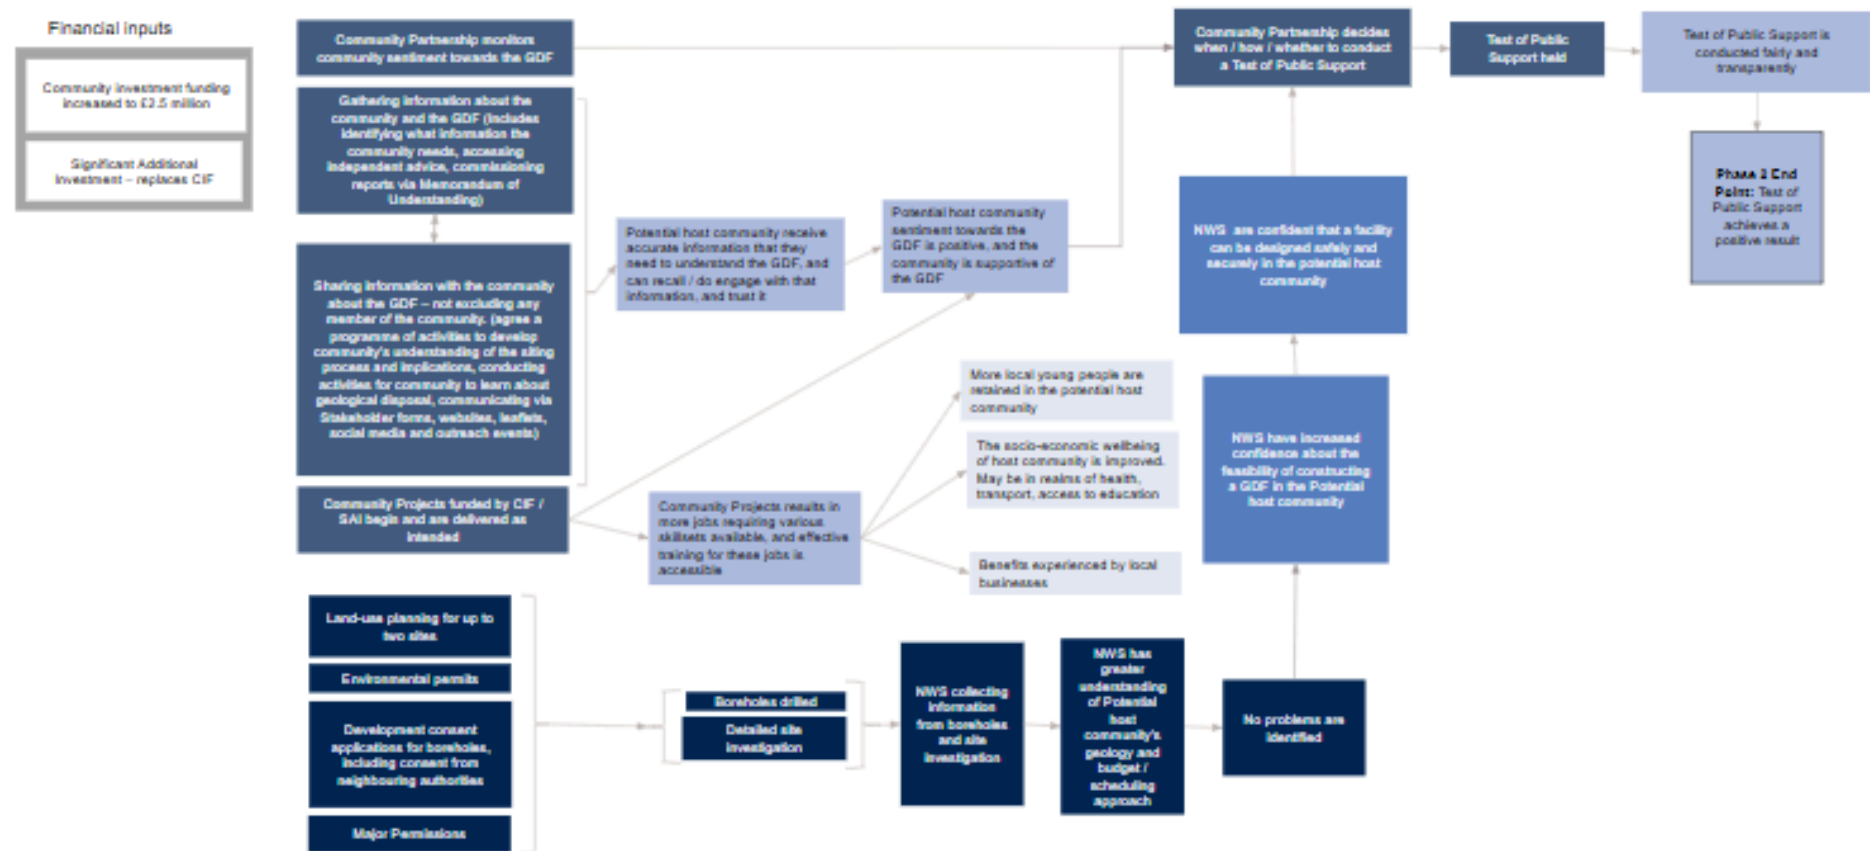 Financial inputs
Community investment funding
increased to £2.5 million
Significant Additional
Investment – replaces CIF
Community Partnership monitors
community sentiment towards the GDF
Gathering information about the
community and the GDF (includes
identifying what information the
community needs, accessing
independent advice, commissioning
reports via Memorandum of
Understanding)
Sharing information with the community
about the GDF – not excluding any
member of the community. (agree a
programme of activities to develop
community's understanding of the siting
process and implications, conducting
activities for community to learn about
geological disposal, communicating via
Stakeholder forms, websites, leaflets,
social media and outreach events)
Community Projects funded by CIF /
SAI begin and are delivered as
intended
Potential host community receive
accurate information that they
need to understand the GDF, and
can recall / do engage with that
information, and trust it
Potential host community
sentiment towards the
GDF is positive, and the
community is supportive of
the GDF
Community Projects results in
more jobs requiring various
skillsets available, and effective
training for these jobs is
accessible
More local young people are
retained in the potential host
community
The socio-economic wellbeing
of host community is improved.
May be in realms of health,
transport, access to education
Benefits experienced by local
businesses
Community Partnership decides
when / how / whether to conduct
a Test of Public Support
Test of Public
Support held
Test of Public Support is
conducted fairly and
transparently
Phase 3 End
Point: Test of
Public Support
achieves a
positive result
NWS are confident that a facility
can be designed safely and
securely in the potential host
community
NWS have increased
confidence about the
feasibility of constructing
a GDF in the Potential
host community
Land-use planning for up to
two sites
Environmental permits
Development consent
applications for boreholes,
including consent from
neighbouring authorities
Major Permissions
Boreholes drilled
Detailed site
investigation
NWS collecting
information
from boreholes
and site
investigation
NWS has
greater
understanding
of Potential
host
community's
geology and
budget /
scheduling
approach
No problems are
identified